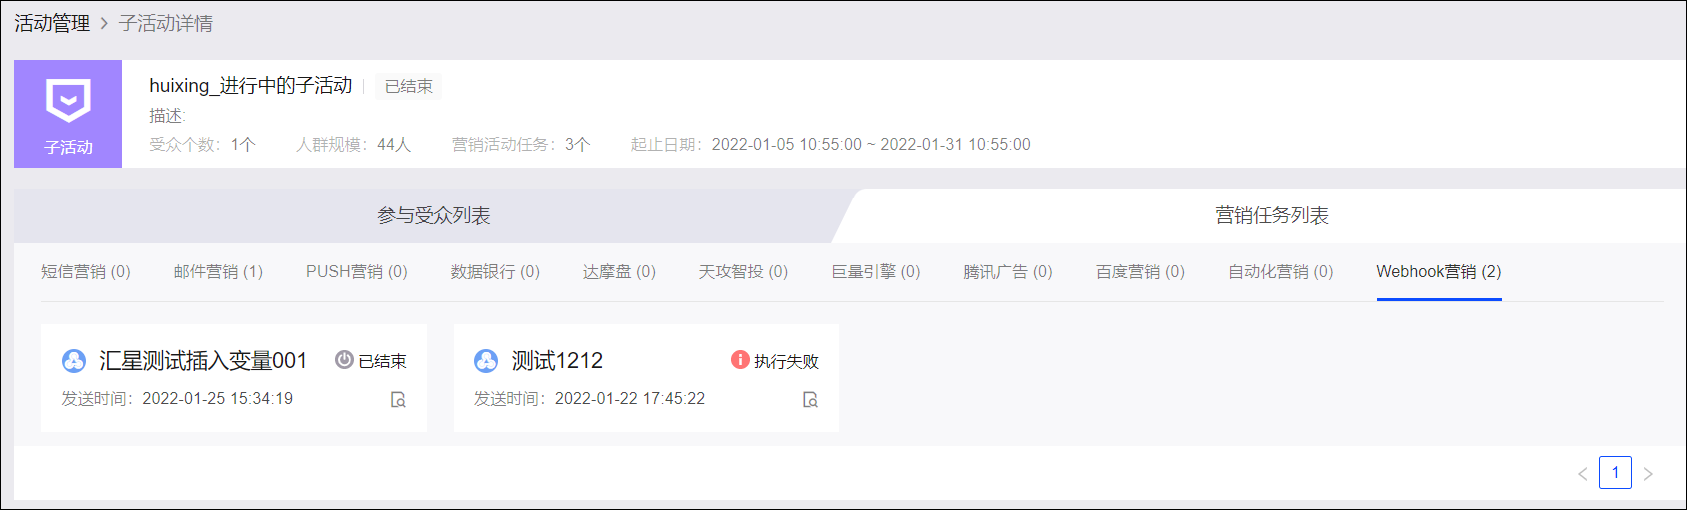 活动管理 > 子活动详情
子活动
huixing_进行中的子活动 已结束
描述:
受众个数：1个 人群规模：44人 营销活动任务：3个 起止日期：2022-01-05 10:55:00 ~ 2022-01-31 10:55:00
参与受众列表 营销任务列表
短信营销 (0) 邮件营销 (1) PUSH营销 (0) 数据银行 (0) 达摩盘 (0) 天攻智投 (0) 巨量引擎 (0) 腾讯广告 (0) 百度营销 (0) 自动化营销 (0) Webhook营销 (2)
汇星测试插入变量001 已结束
发送时间：2022-01-25 15:34:19
测试1212 执行失败
发送时间：2022-01-22 17:45:22
< 1 >